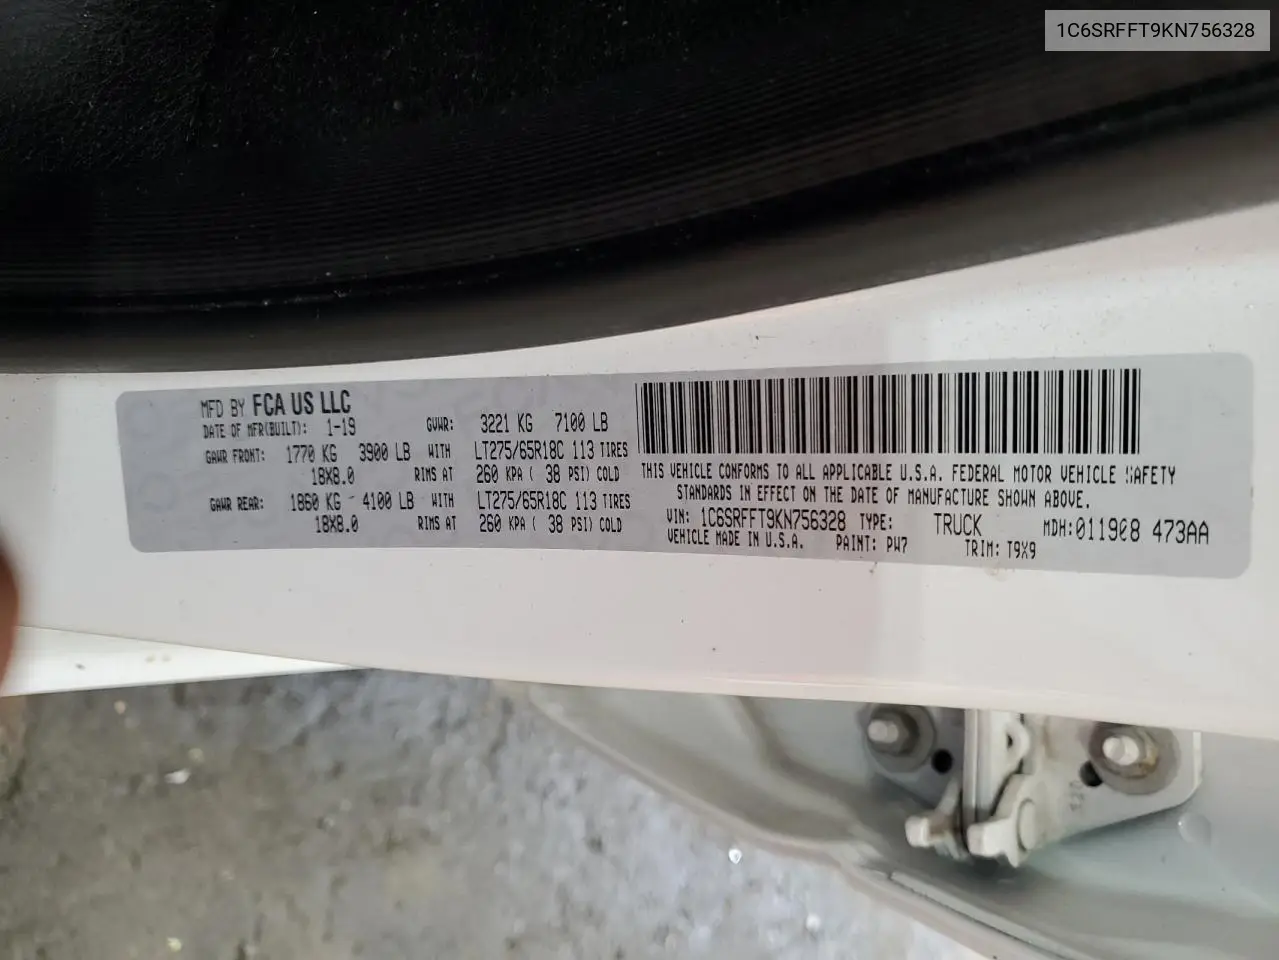 1C6SRFFT9KN756328
MFD BY FCA US LLC
DATE OF MFR(BUILT): 1-19
GVWR: 3221 KG 7100 LB
GAWR FRONT: 1770 KG 3900 LB WITH LT275/65R18C 113 TIRES
18X8.0 RIMS AT 260 KPA ( 38 PSI) COLD
GAWR REAR: 1860 KG 4100 LB WITH LT275/65R18C 113 TIRES
18X8.0 RIMS AT 260 KPA ( 38 PSI) COLD
THIS VEHICLE CONFORMS TO ALL APPLICABLE U.S.A. FEDERAL MOTOR VEHICLE SAFETY
STANDARDS IN EFFECT ON THE DATE OF MANUFACTURE SHOWN ABOVE.
VIN: 1C6SRFFT9KN756328 TYPE: TRUCK MDH:011908 473AA
VEHICLE MADE IN U.S.A. PAINT: PW7 TRIM: T9X9